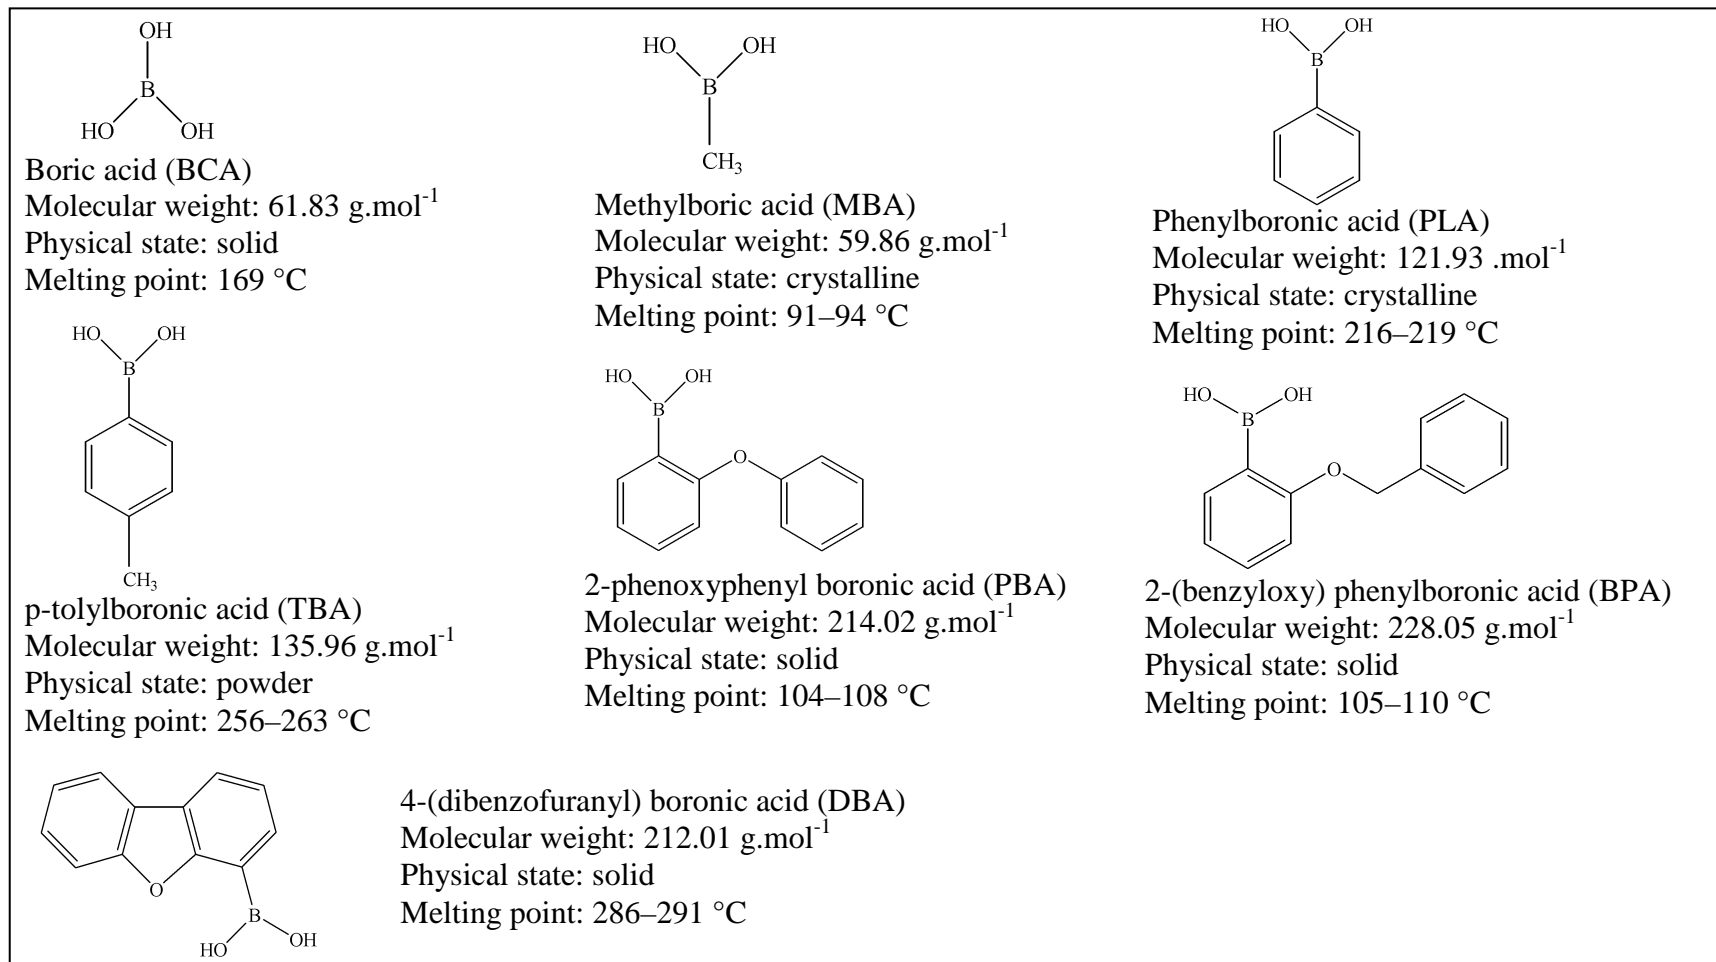 OH
B
HO
OH
Boric acid (BCA)
Molecular weight: 61.83 g.mol-1
Physical state: solid
Melting point: 169 °C
HO
OH
B
CH3
Methylboric acid (MBA)
Molecular weight: 59.86 g.mol-1
Physical state: crystalline
Melting point: 91–94 °C
HO
OH
B
Phenylboronic acid (PLA)
Molecular weight: 121.93 .mol-1
Physical state: crystalline
Melting point: 216–219 °C
HO
OH
B
CH3
p-tolylboronic acid (TBA)
Molecular weight: 135.96 g.mol-1
Physical state: powder
Melting point: 256–263 °C
HO
OH
B
O
2-phenoxyphenyl boronic acid (PBA)
Molecular weight: 214.02 g.mol-1
Physical state: solid
Melting point: 104–108 °C
HO
OH
B
O
2-(benzyloxy) phenylboronic acid (BPA)
Molecular weight: 228.05 g.mol-1
Physical state: solid
Melting point: 105–110 °C
O
B
HO
OH
4-(dibenzofuranyl) boronic acid (DBA)
Molecular weight: 212.01 g.mol-1
Physical state: solid
Melting point: 286–291 °C